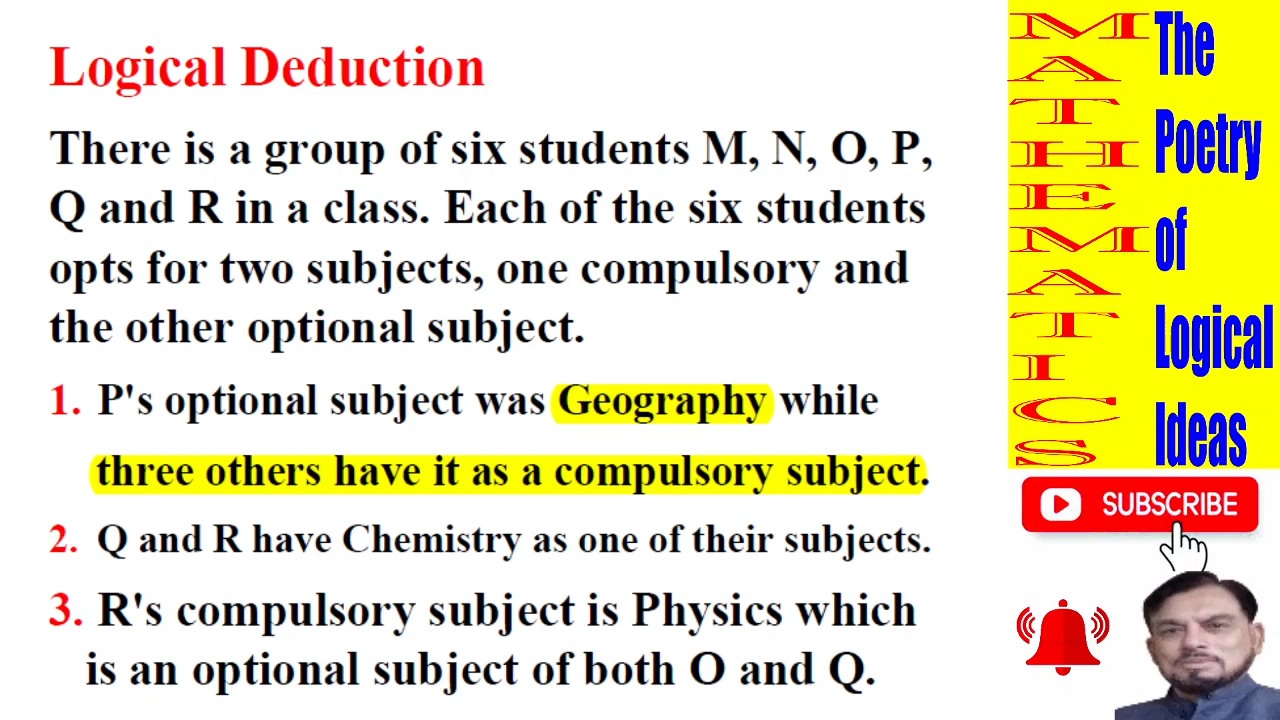 Logical Deduction
There is a group of six students M, N, O, P,
Q and R in a class. Each of the six students
opts for two subjects, one compulsory and
the other optional subject.
1. P's optional subject was Geography while
three others have it as a compulsory subject.
2. Q and R have Chemistry as one of their subjects.
3. R's compulsory subject is Physics which
is an optional subject of both O and Q.
MATHEMATICS
The
Poetry
of
Logical
Ideas
SUBSCRIBE